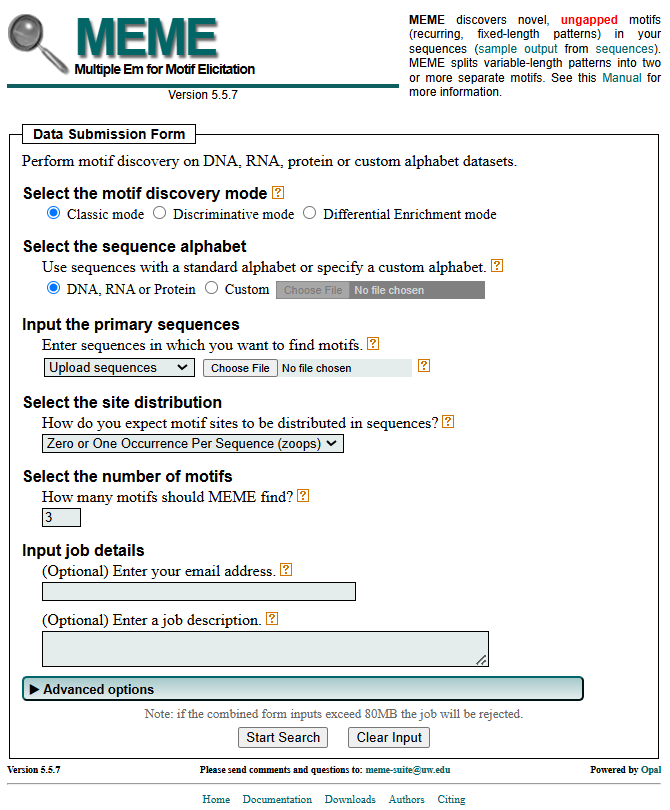 MEME
Multiple Em for Motif Elicitation
Version 5.5.7
MEME discovers novel, ungapped motifs
(recurring, fixed-length patterns) in your
sequences (sample output from sequences).
MEME splits variable-length patterns into two
or more separate motifs. See this Manual for
more information.
Data Submission Form
Perform motif discovery on DNA, RNA, protein or custom alphabet datasets.
Select the motif discovery mode ?
Classic mode Discriminative mode Differential Enrichment mode
Select the sequence alphabet
Use sequences with a standard alphabet or specify a custom alphabet. ?
DNA, RNA or Protein Custom Choose File No file chosen
Input the primary sequences
Enter sequences in which you want to find motifs. ?
Upload sequences Choose File No file chosen ?
Select the site distribution
How do you expect motif sites to be distributed in sequences? ?
Zero or One Occurrence Per Sequence (zoops)
Select the number of motifs
How many motifs should MEME find? ?
3
Input job details
(Optional) Enter your email address. ?
(Optional) Enter a job description. ?
Advanced options
Note: if the combined form inputs exceed 80MB the job will be rejected.
Start Search Clear Input
Version 5.5.7 Please send comments and questions to: meme-suite@uw.edu Powered by Opal
Home Documentation Downloads Authors Citing